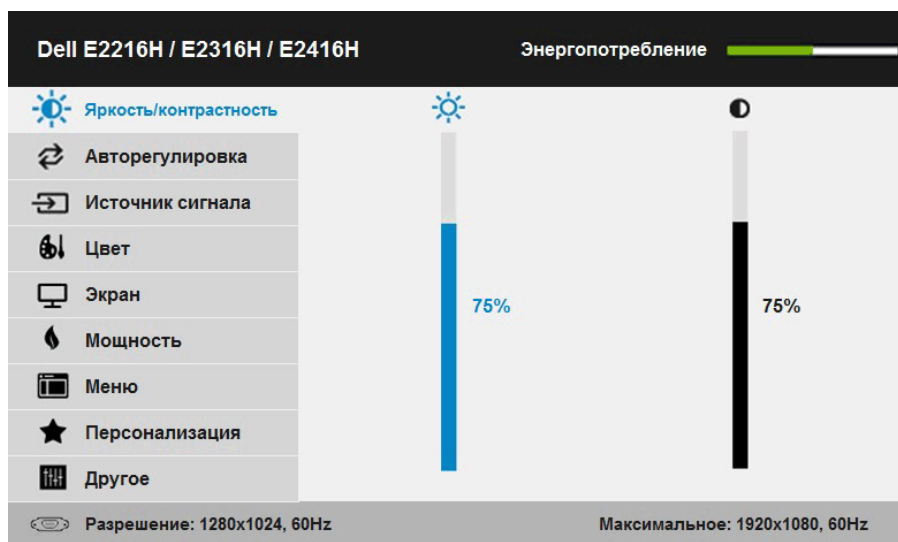 Dell E2216H / E2316H / E2416H
Энергопотребление
Яркость/контрастность
Авторегулировка
Источник сигнала
Цвет
Экран
75%
75%
Мощность
Меню
Персонализация
Другое
Разрешение: 1280x1024, 60Hz
Максимальное: 1920x1080, 60Hz